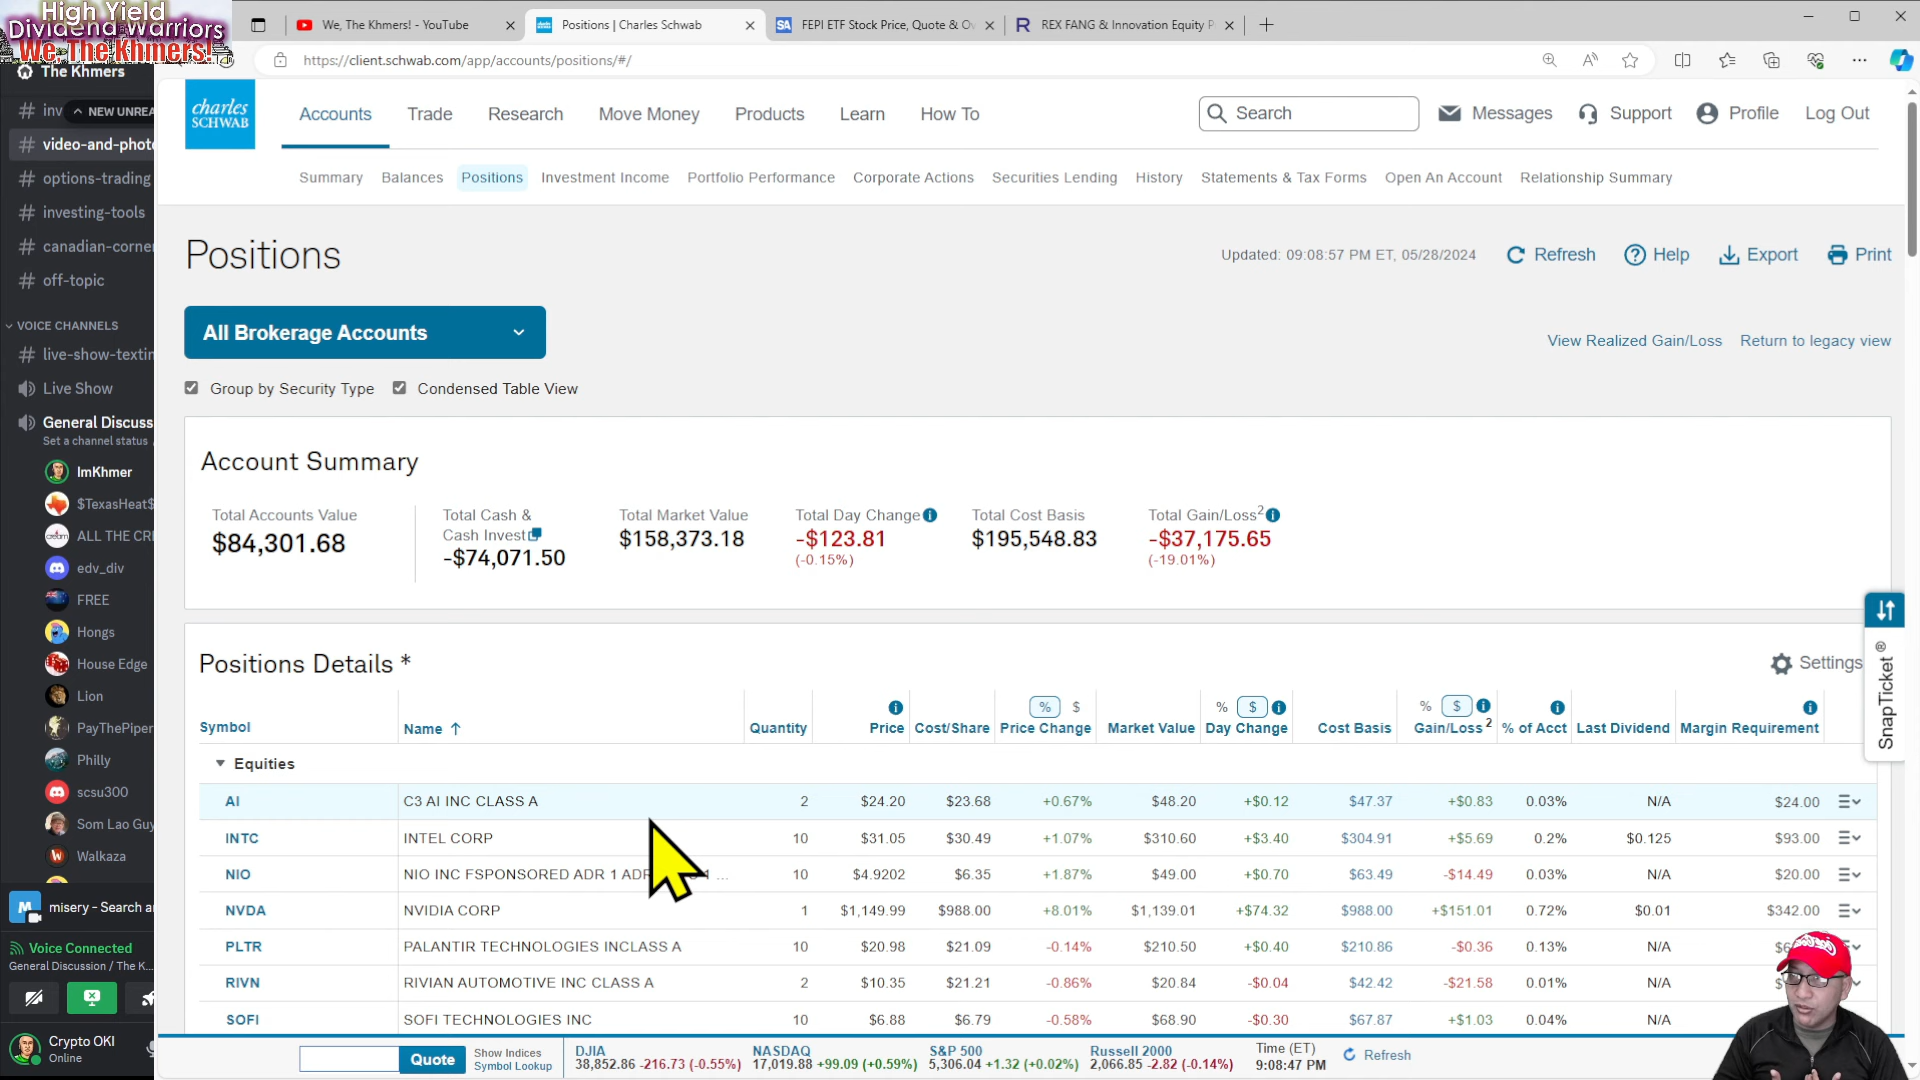 High Yield
Dividend Warriors
We The Khmers!
We, The Khmers! - YouTube
Positions | Charles Schwab
FEPI ETF Stock Price, Quote & Ov
REX FANG & Innovation Equity P
https://client.schwab.com/app/accounts/positions/#/
The Khmers
# inv
NEW UNREA
# video-and-photo
# options-trading
# investing-tools
# canadian-corner
# off-topic
VOICE CHANNELS
# live-show-textin
Live Show
General Discuss
Set a channel status
ImKhmer
$TexasHeat$
ALL THE CRE
edv_div
FREE
Hongs
House Edge
Lion
PayThePiper
Philly
scsu300
Som Lao Guy
Walkaza
misery - Search a
Voice Connected
General Discussion / The K...
Crypto OKI
Online
charles
SCHWAB
Accounts
Trade
Research
Move Money
Products
Learn
How To
Search
Messages
Support
Profile
Log Out
Summary
Balances
Positions
Investment Income
Portfolio Performance
Corporate Actions
Securities Lending
History
Statements & Tax Forms
Open An Account
Relationship Summary
Positions
Updated: 09:08:57 PM ET, 05/28/2024
Refresh
Help
Export
Print
All Brokerage Accounts
View Realized Gain/Loss
Return to legacy view
Group by Security Type
Condensed Table View
Account Summary
Total Accounts Value
$84,301.68
Total Cash &
Cash Invest
-$74,071.50
Total Market Value
$158,373.18
Total Day Change
-$123.81
(-0.15%)
Total Cost Basis
$195,548.83
Total Gain/Loss2
-$37,175.65
(-19.01%)
SnapTicket®
Positions Details *
Settings
% $ % $ % $
Symbol Name Quantity Price Cost/Share Price Change Market Value Day Change Cost Basis Gain/Loss 2 % of Acct Last Dividend Margin Requirement
Equities
AI C3 AI INC CLASS A 2 $24.20 $23.68 +0.67% $48.20 +$0.12 $47.37 +$0.83 0.03% N/A $24.00
INTC INTEL CORP 10 $31.05 $30.49 +1.07% $310.60 +$3.40 $304.91 +$5.69 0.2% $0.125 $93.00
NIO NIO INC FSPONSORED ADR 1 ADR 1 ... 10 $4.9202 $6.35 +1.87% $49.00 +$0.70 $63.49 -$14.49 0.03% N/A $20.00
NVDA NVIDIA CORP 1 $1,149.99 $988.00 +8.01% $1,139.01 +$74.32 $988.00 +$151.01 0.72% $0.01 $342.00
PLTR PALANTIR TECHNOLOGIES INCLASS A 10 $20.98 $21.09 -0.14% $210.50 +$0.40 $210.86 -$0.36 0.13% N/A
RIVN RIVIAN AUTOMOTIVE INC CLASS A 2 $10.35 $21.21 -0.86% $20.84 -$0.04 $42.42 -$21.58 0.01% N/A
SOFI SOFI TECHNOLOGIES INC 10 $6.88 $6.79 -0.58% $68.90 -$0.30 $67.87 +$1.03 0.04% N/A
Quote
Show Indices
Symbol Lookup
DJIA
38,852.86 -216.73 (-0.55%)
NASDAQ
17,019.88 +99.09 (+0.59%)
S&P 500
5,306.04 +1.32 (+0.02%)
Russell 2000
2,066.85 -2.82 (-0.14%)
Time (ET)
9:08:47 PM
Refresh